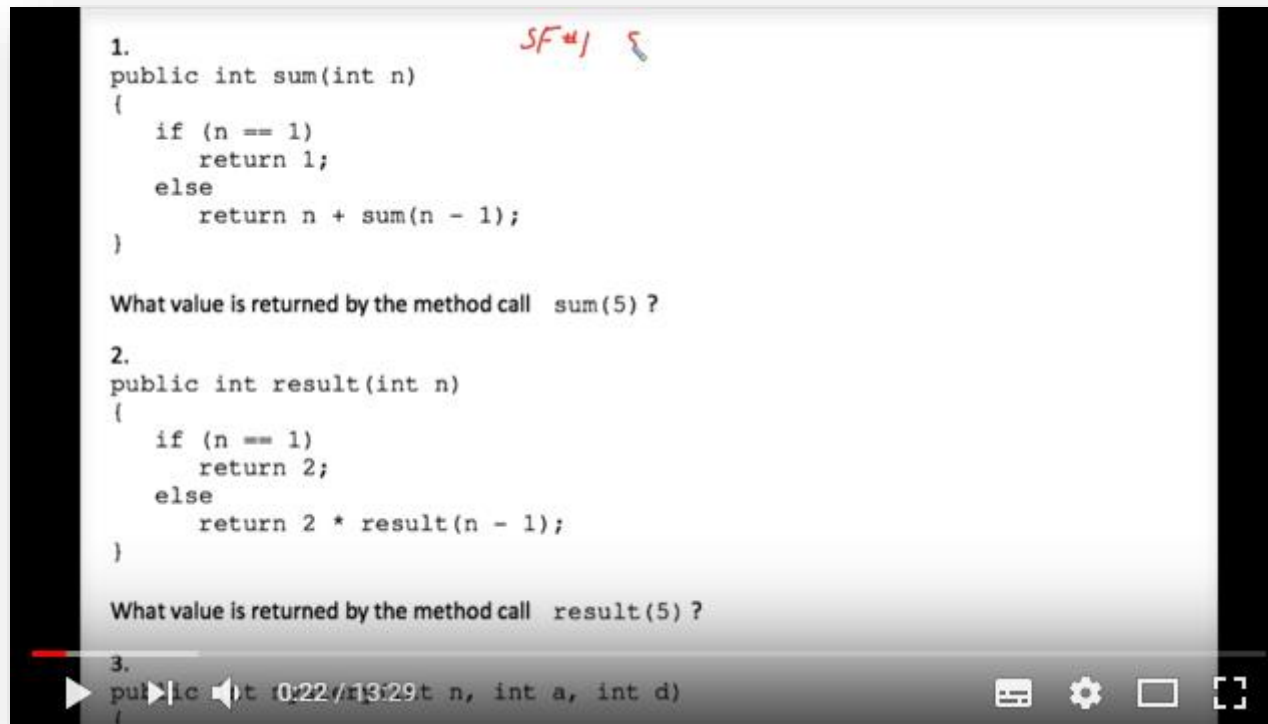 SF #1 S
1.
public int sum(int n)
{
if (n == 1)
return 1;
else
return n + sum(n - 1);
}
What value is returned by the method call sum(5) ?
2.
public int result(int n)
{
if (n == 1)
return 2;
else
return 2 * result(n - 1);
}
What value is returned by the method call result(5) ?
3.
public int n, int a, int d)
0:22 / 13:29